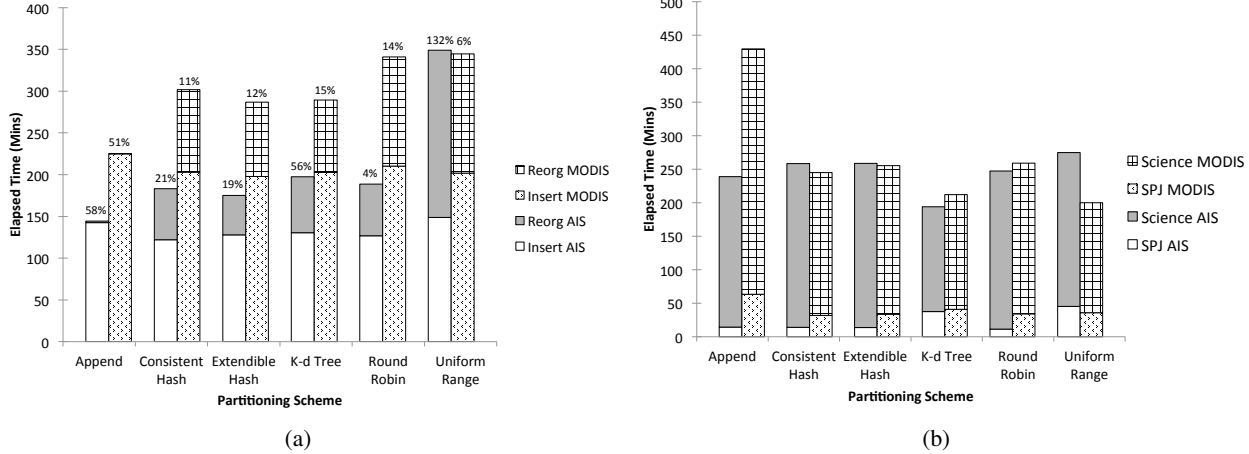 400
350
300
250
200
150
100
50
0
Elapsed Time (Mins)
58%
51%
21%
11%
19%
12%
56%
15%
4%
14%
132%
6%
Append
Consistent
Hash
Extendible
Hash
K-d Tree
Round
Robin
Uniform
Range
Partitioning Scheme
Reorg MODIS
Insert MODIS
Reorg AIS
Insert AIS
(a)
500
450
400
350
300
250
200
150
100
50
0
Elapsed Time (Mins)
Append
Consistent
Hash
Extendible
Hash
K-d Tree
Round
Robin
Uniform
Range
Partitioning Scheme
Science MODIS
SPJ MODIS
Science AIS
SPJ AIS
(b)